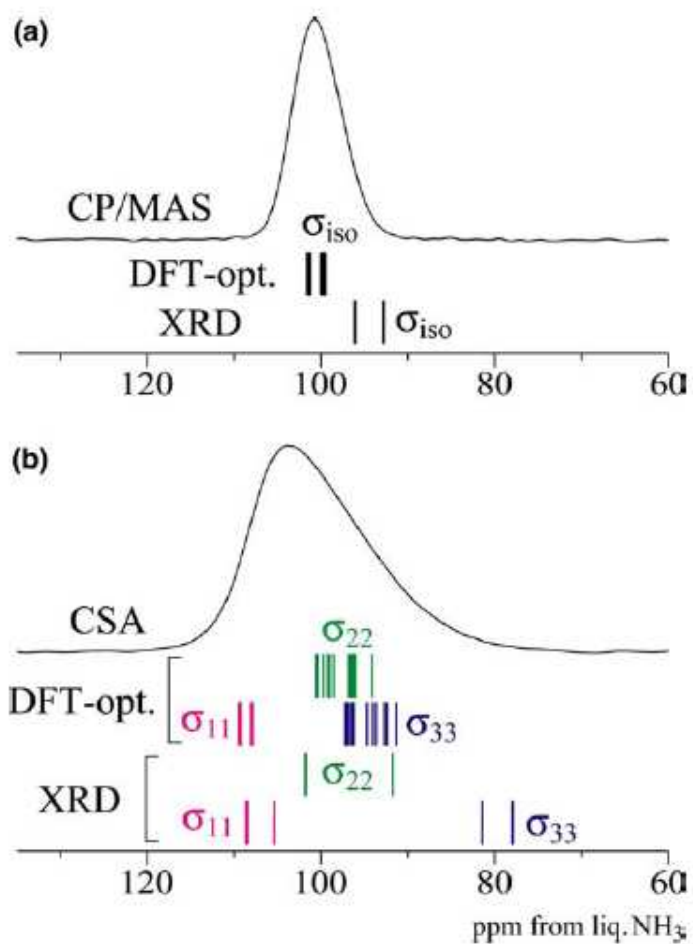 (a)
CP/MAS
σiso
DFT-opt.
XRD
σiso
120 100 80 60
(b)
CSA
σ22
DFT-opt.
σ11 σ33
σ22
XRD
σ11 σ33
120 100 80 60
ppm from liq. NH3